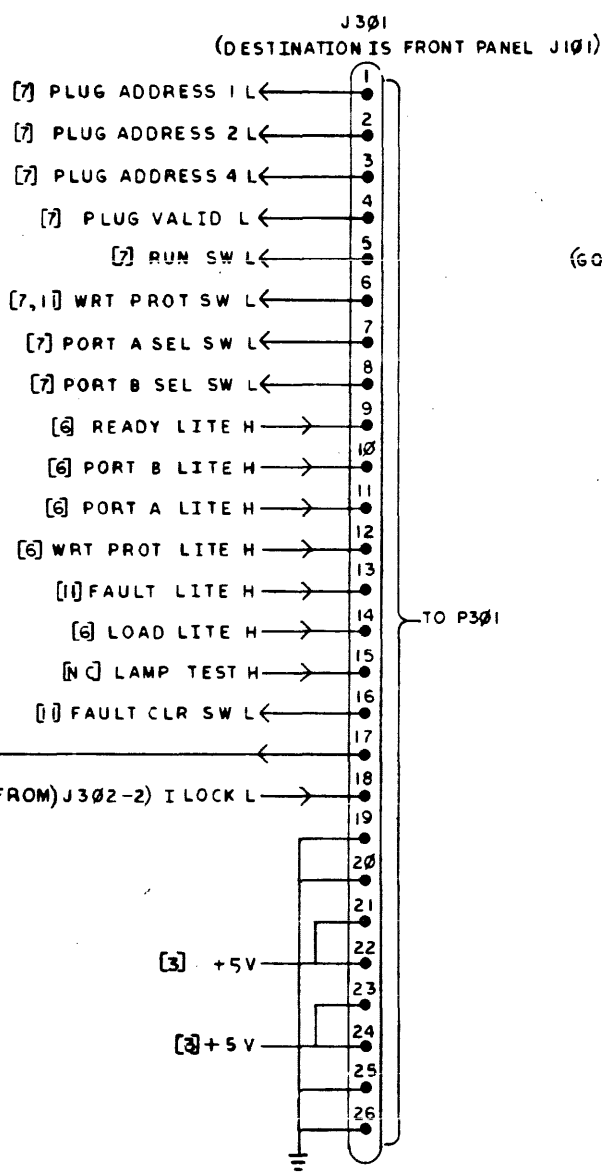 J3Ø1
(DESTINATION IS FRONT PANEL J1Ø1)
[7] PLUG ADDRESS 1 L 1
[7] PLUG ADDRESS 2 L 2
[7] PLUG ADDRESS 4 L 3
[7] PLUG VALID L 4
[7] RUN SW L 5
[7,11] WRT PROT SW L 6
[7] PORT A SEL SW L 7
[7] PORT B SEL SW L 8
[6] READY LITE H 9
[6] PORT B LITE H 1Ø
[6] PORT A LITE H 11
[6] WRT PROT LITE H 12
[11] FAULT LITE H 13
[6] LOAD LITE H 14
TO P3Ø1
[NC] LAMP TEST H 15
[11] FAULT CLR SW L 16
17
FROM) J3Ø2-2) I LOCK L 18
19
2Ø
21
[3] +5V 22
23
[3] +5V 24
25
26